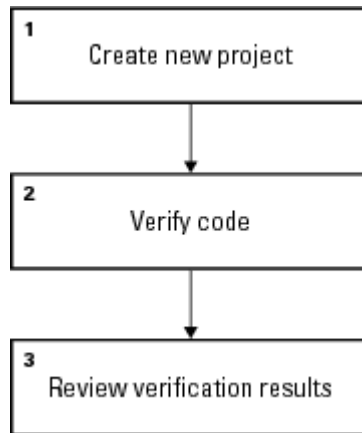 1
Create new project
2
Verify code
3
Review verification results